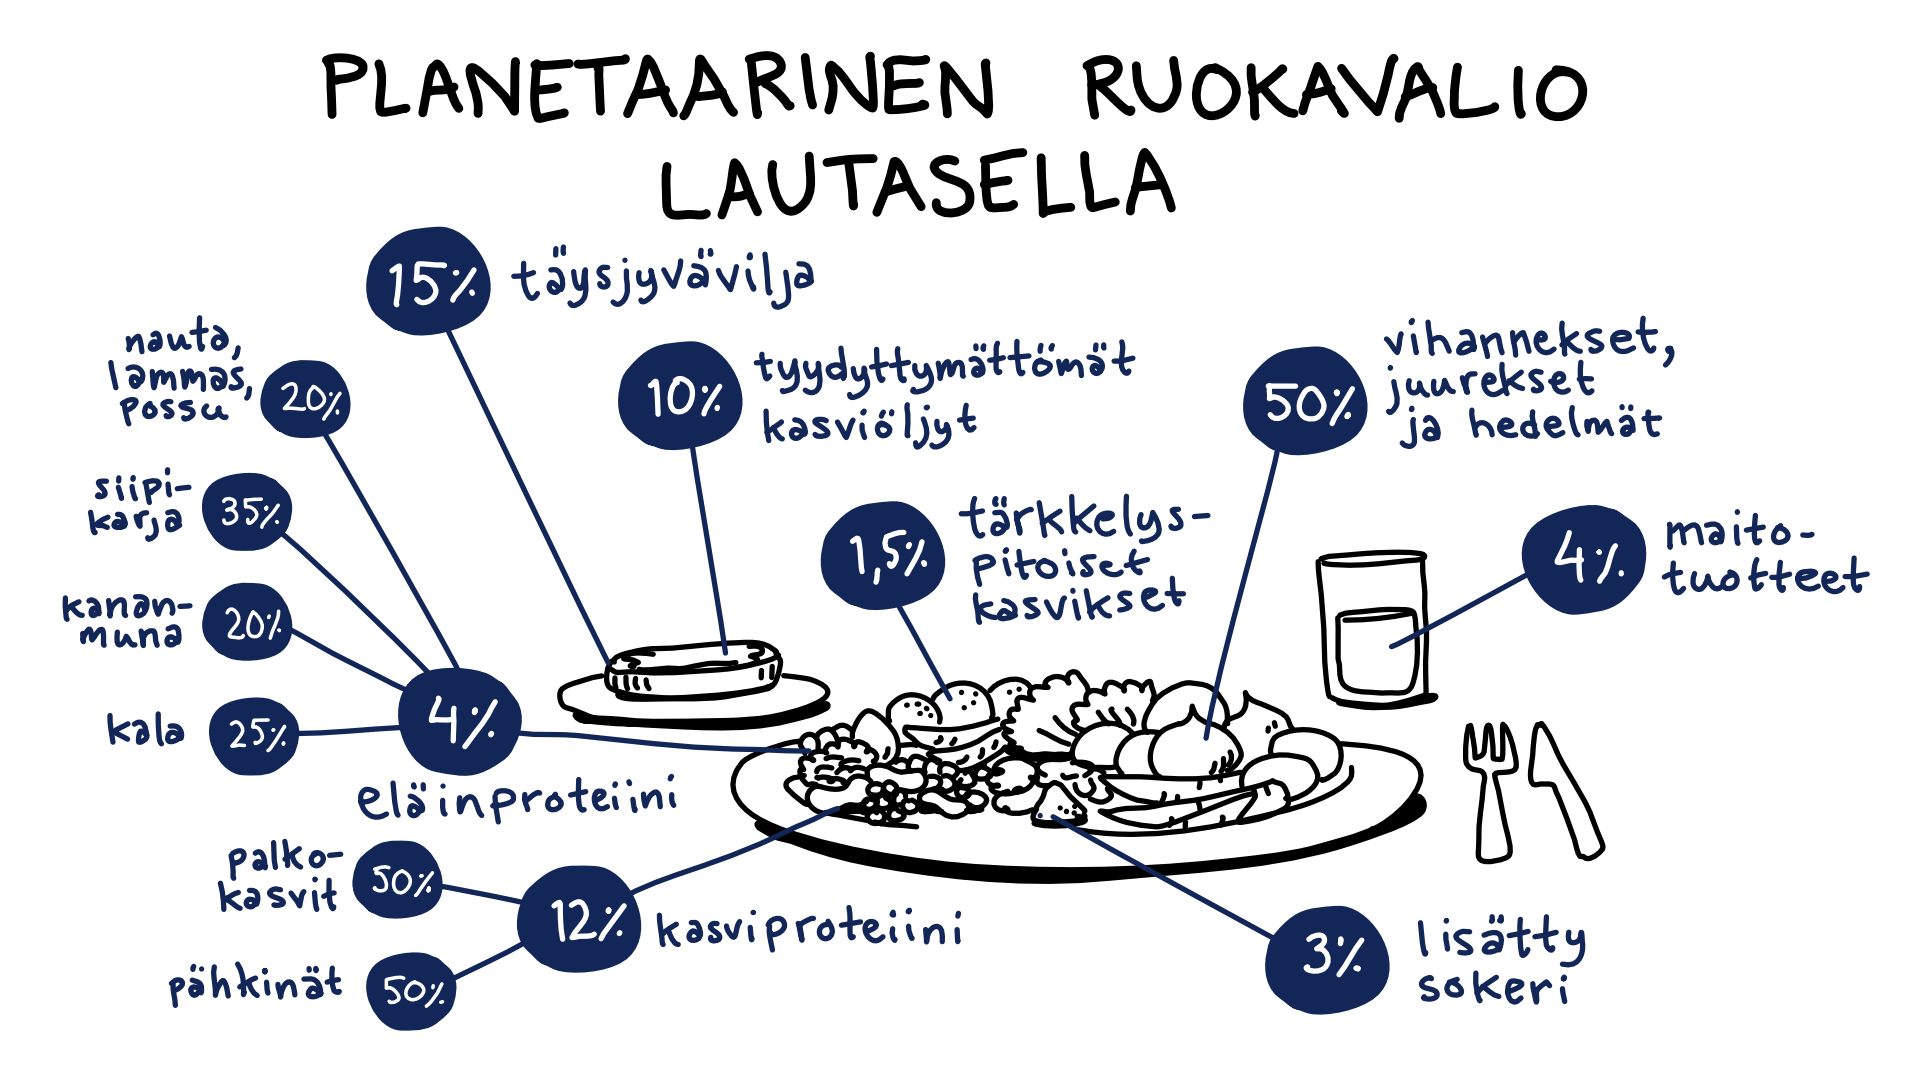 PLANETAARINEN RUOKAVALIO
LAUTASELLA
15% täysjyvävilja
nauta,
lammas,
possu
20%
10%
tyydyttymättömät
kasviöljyt
50%
vihannekset,
juurekset
ja hedelmät
siipi-
karja
35%
1,5%
tärkkelys-
pitoiset
kasvikset
4%
maito-
tuotteet
kanan-
muna
20%
kala
25%
4%
eläinproteiini
palko-
kasvit
50%
12%
kasviproteiini
pähkinät
50%
3%
lisätty
sokeri